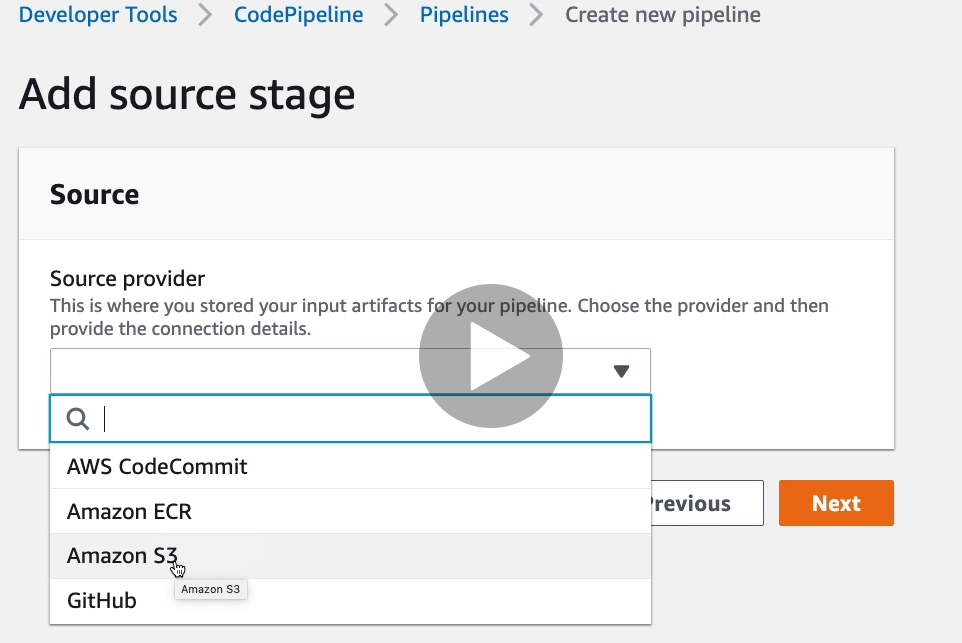 Developer Tools > CodePipeline > Pipelines > Create new pipeline
Add source stage
Source
Source provider
This is where you stored your input artifacts for your pipeline. Choose the provider and then
provide the connection details.
AWS CodeCommit
Amazon ECR
Previous
Next
Amazon S3
Amazon S3
GitHub